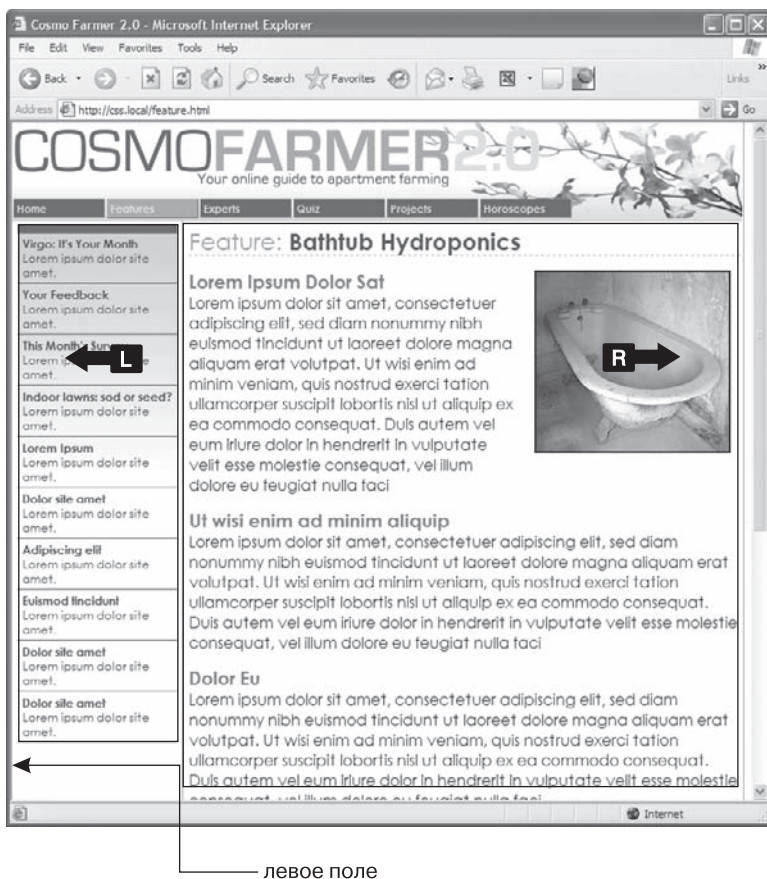 Cosmo Farmer 2.0 - Microsoft Internet Explorer
File Edit View Favorites Tools Help
Back Search Favorites Links
Address http://css.local/feature.html Go
COSMOFARMER2.0
Your online guide to apartment farming
Home Features Experts Quiz Projects Horoscopes
Virgo: It's Your Month
Lorem ipsum dolor site
amet.
Your Feedback
Lorem ipsum dolor site
amet.
This Month's
Lorem
amet.
Indoor lawns: sod or seed?
Lorem ipsum dolor site
amet.
Lorem Ipsum
Lorem ipsum dolor site
amet.
Dolor site amet
Lorem ipsum dolor site
amet.
Adipiscing elit
Lorem ipsum dolor site
amet.
Euismod tincidunt
Lorem ipsum dolor site
amet.
Dolor site amet
Lorem ipsum dolor site
amet.
Dolor site amet
Lorem ipsum dolor site
amet.
L
Feature: Bathtub Hydroponics
Lorem Ipsum Dolor Sat
Lorem ipsum dolor sit amet, consectetuer
adipiscing elit, sed diam nonummy nibh
euismod tincidunt ut laoreet dolore magna
aliquam erat volutpat. Ut wisi enim ad
minim veniam, quis nostrud exerci tation
ullamcorper suscipit lobortis nisl ut aliquip ex
ea commodo consequat. Duis autem vel
eum iriure dolor in hendrerit in vulputate
velit esse molestie consequat, vel illum
dolore eu feugiat nulla faci
R
Ut wisi enim ad minim aliquip
Lorem ipsum dolor sit amet, consectetuer adipiscing elit, sed diam
nonummy nibh euismod tincidunt ut laoreet dolore magna aliquam erat
volutpat. Ut wisi enim ad minim veniam, quis nostrud exerci tation
ullamcorper suscipit lobortis nisl ut aliquip ex ea commodo consequat.
Duis autem vel eum iriure dolor in hendrerit in vulputate velit esse molestie
consequat, vel illum dolore eu feugiat nulla faci
Dolor Eu
Lorem ipsum dolor sit amet, consectetuer adipiscing elit, sed diam
nonummy nibh euismod tincidunt ut laoreet dolore magna aliquam erat
volutpat. Ut wisi enim ad minim veniam, quis nostrud exerci tation
ullamcorper suscipit lobortis nisl ut aliquip ex ea commodo consequat.
Duis autem vel eum iriure dolor in hendrerit in vulputate velit esse molestie
consequat, vel illum dolore eu feugiat nulla faci
Internet
левое поле